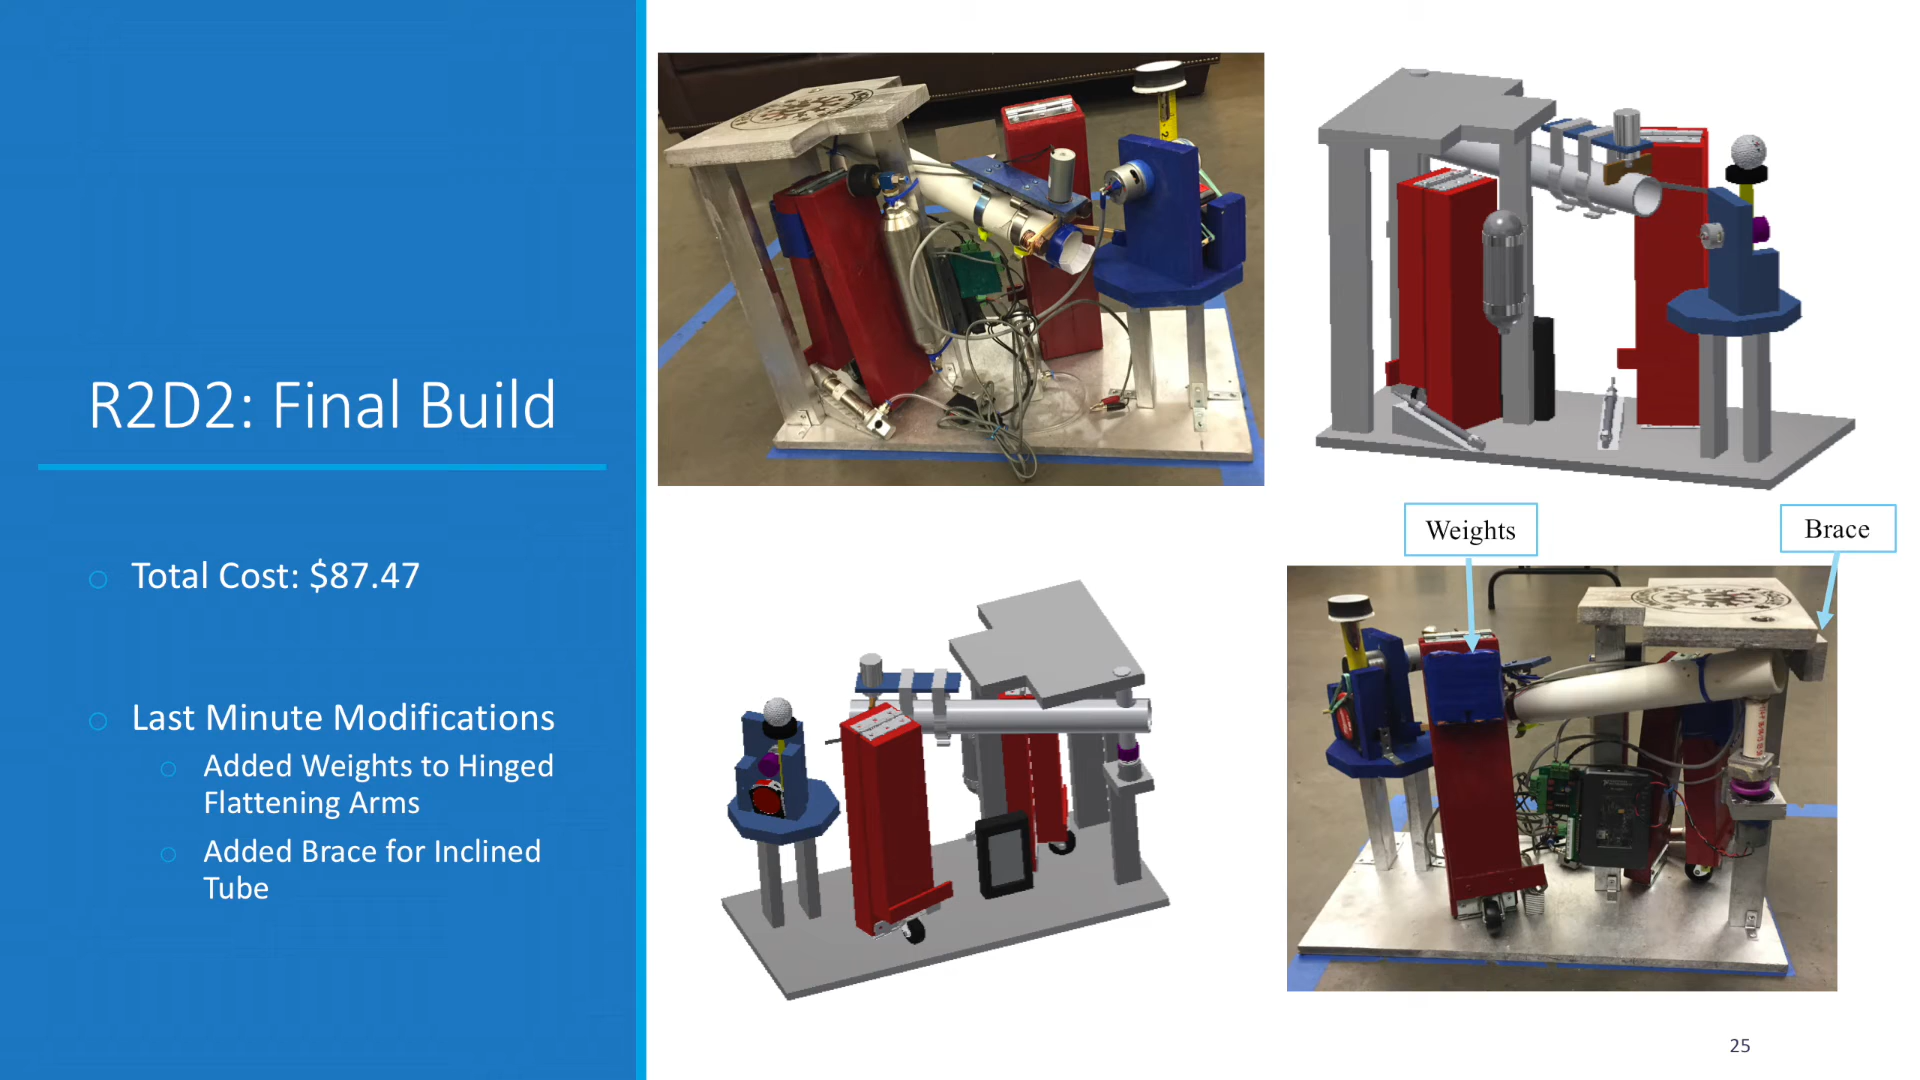 R2D2: Final Build
Total Cost: $87.47
Last Minute Modifications
Added Weights to Hinged
Flattening Arms
Added Brace for Inclined
Tube
Weights
Brace
25